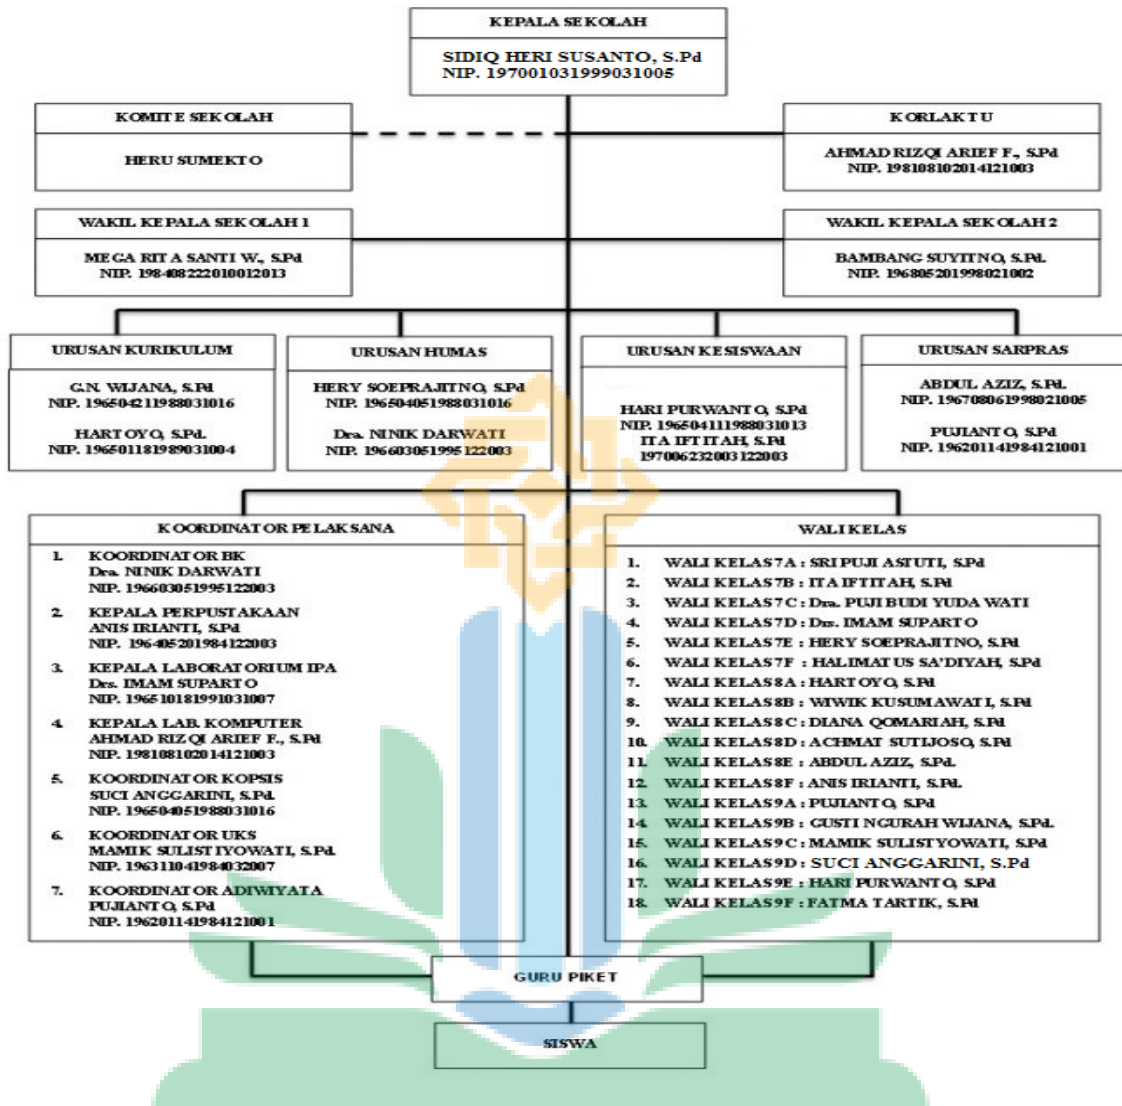 KEPALA SEKOLAH
SIDIQ HERI SUSANTO, S.Pd
NIP. 197001031999031005
KOMITE SEKOLAH
HERU SUMEKTO
KORLAKTU
AHMAD RIZQI ARIEF F., S.Pd
NIP. 198108102014121003
WAKIL KEPALA SEKOLAH 1
MEGA RITA SANTI W., S.Pd
NIP. 198408222010012013
WAKIL KEPALA SEKOLAH 2
BAMBANG SUYITNO, S.Pd.
NIP. 196805201998021002
URUSAN KURIKULUM
G.N. WIJANA, S.Pd
NIP. 196504211988031016
HARTOYO, S.Pd.
NIP. 196501181989031004
URUSAN HUMAS
HERY SOEPRAJITNO, S.Pd
NIP. 196504051988031016
Dra. NINIK DARWATI
NIP. 196603051995122003
URUSAN KESISWAAN
HARI PURWANTO, S.Pd
NIP. 196504111988031013
ITA IFTITAH, S.Pd
197006232003122003
URUSAN SARPRAS
ABDUL AZIZ, S.Pd.
NIP. 196708061998021005
PUJIANTO, S.Pd
NIP. 196201141984121001
KOORDINATOR PELAKSANA
1. KOORDINATOR BK
Dra. NINIK DARWATI
NIP. 196603051995122003
2. KEPALA PERPUSTAKAAN
ANIS IRIANTI, S.Pd
NIP. 196405201984122003
3. KEPALA LABORATORIUM IPA
Drs. IMAM SUPARTO
NIP. 196510181991031007
4. KEPALA LAB. KOMPUTER
AHMAD RIZQI ARIEF F., S.Pd
NIP. 198108102014121003
5. KOORDINATOR KOPSIS
SUCI ANGGARINI, S.Pd.
NIP. 196504051988031016
6. KOORDINATOR UKS
MAMIK SULISTIYOWATI, S.Pd.
NIP. 196311041984032007
7. KOORDINATOR ADIWIYATA
PUJIANTO, S.Pd
NIP. 196201141984121001
WALI KELAS
1. WALI KELAS 7A : SRI PUJI ASTUTI, S.Pd
2. WALI KELAS 7B : ITA IFTITAH, S.Pd
3. WALI KELAS 7C : Dra. PUJI BUDI YUDA WATI
4. WALI KELAS 7D : Drs. IMAM SUPARTO
5. WALI KELAS 7E : HERY SOEPRAJITNO, S.Pd
6. WALI KELAS 7F : HALIMATUS SA'DIYAH, S.Pd
7. WALI KELAS 8A : HARTOYO, S.Pd
8. WALI KELAS 8B : WIWIK KUSUMAWATI, S.Pd
9. WALI KELAS 8C : DIANA QOMARIAH, S.Pd
10. WALI KELAS 8D : ACHMAT SUTIJOSO, S.Pd
11. WALI KELAS 8E : ABDUL AZIZ, S.Pd.
12. WALI KELAS 8F : ANIS IRIANTI, S.Pd.
13. WALI KELAS 9A : PUJIANTO, S.Pd
14. WALI KELAS 9B : GUSTI NGURAH WIJANA, S.Pd.
15. WALI KELAS 9C : MAMIK SULISTYOWATI, S.Pd
16. WALI KELAS 9D : SUCI ANGGARINI, S.Pd
17. WALI KELAS 9E : HARI PURWANTO, S.Pd
18. WALI KELAS 9F : FATMA TARTIK, S.Pd
GURU PIKET
SISWA